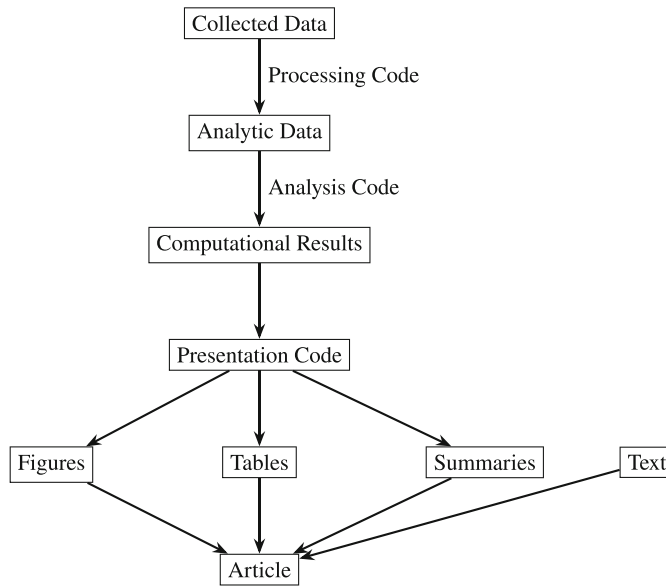 Collected Data
Processing Code
Analytic Data
Analysis Code
Computational Results
Presentation Code
Figures
Tables
Summaries
Text
Article